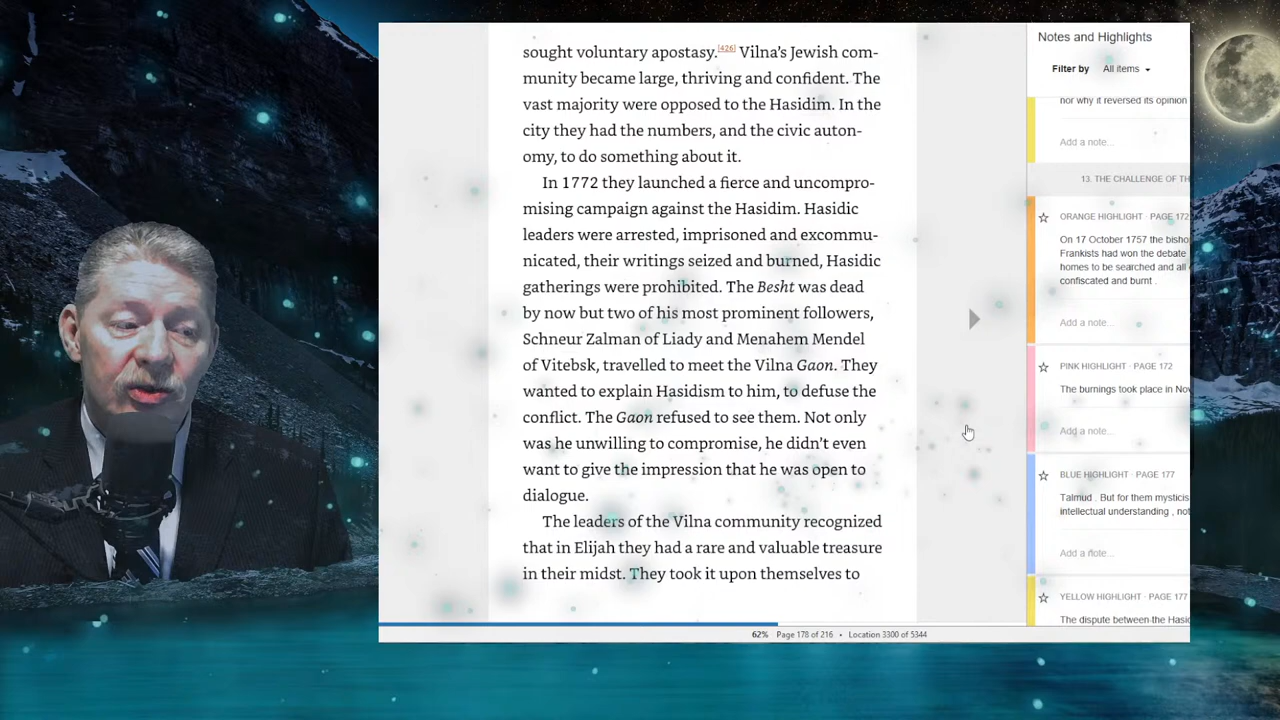 sought voluntary apostasy.[426] Vilna's Jewish com-
munity became large, thriving and confident. The
vast majority were opposed to the Hasidim. In the
city they had the numbers, and the civic auton-
omy, to do something about it.
In 1772 they launched a fierce and uncompro-
mising campaign against the Hasidim. Hasidic
leaders were arrested, imprisoned and excommu-
nicated, their writings seized and burned, Hasidic
gatherings were prohibited. The Besht was dead
by now but two of his most prominent followers,
Schneur Zalman of Liady and Menahem Mendel
of Vitebsk, travelled to meet the Vilna Gaon. They
wanted to explain Hasidism to him, to defuse the
conflict. The Gaon refused to see them. Not only
was he unwilling to compromise, he didn't even
want to give the impression that he was open to
dialogue.
The leaders of the Vilna community recognized
that in Elijah they had a rare and valuable treasure
in their midst. They took it upon themselves to
62% Page 178 of 216 • Location 3300 of 5344
Notes and Highlights
Filter by All items
nor why it reversed its opinion
Add a note...
13. THE CHALLENGE OF TH
ORANGE HIGHLIGHT · PAGE 172
On 17 October 1757 the bisho
Frankists had won the debate
homes to be searched and all
confiscated and burnt .
Add a note...
PINK HIGHLIGHT · PAGE 172
The burnings took place in Nov
Add a note...
BLUE HIGHLIGHT · PAGE 177
Talmud . But for them mysticis
intellectual understanding , not
Add a note...
YELLOW HIGHLIGHT · PAGE 177
The dispute between the Hasid